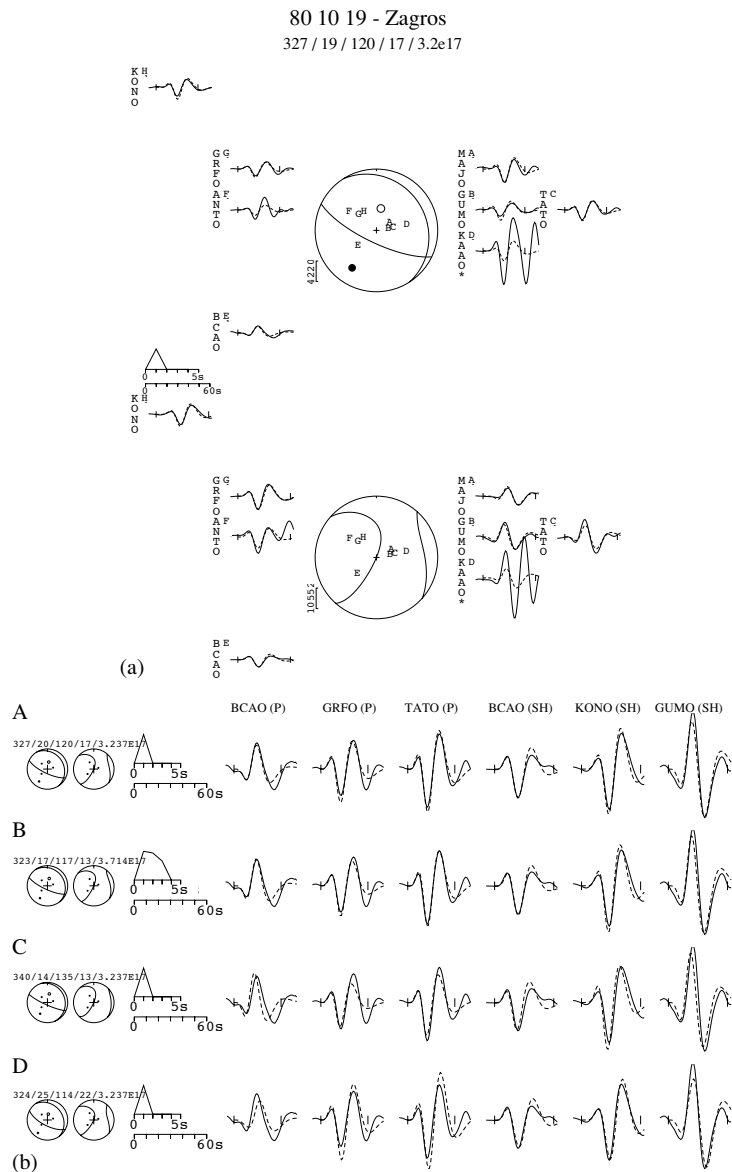 80 10 19 - Zagros
327 / 19 / 120 / 17 / 3.2e17
KONO H
GRFO G
ANTO F
MAJO A
GUMO B
TATO C
KAAO * D
F G H A B C D E
4220
BCAO E
0 5s
0 60s
KONO H
GRFO G
ANTO F
MAJO A
GUMO B
TATO C
KAAO * D
F G H A B C D E
10552
BCAO E
(a)
BCAO (P) GRFO (P) TATO (P) BCAO (SH) KONO (SH) GUMO (SH)
A
327/20/120/17/3.237E17
0 5s
0 60s
B
323/17/117/13/3.714E17
0 5s
0 60s
C
340/14/135/13/3.237E17
0 5s
0 60s
D
324/25/114/22/3.237E17
0 5s
0 60s
(b)